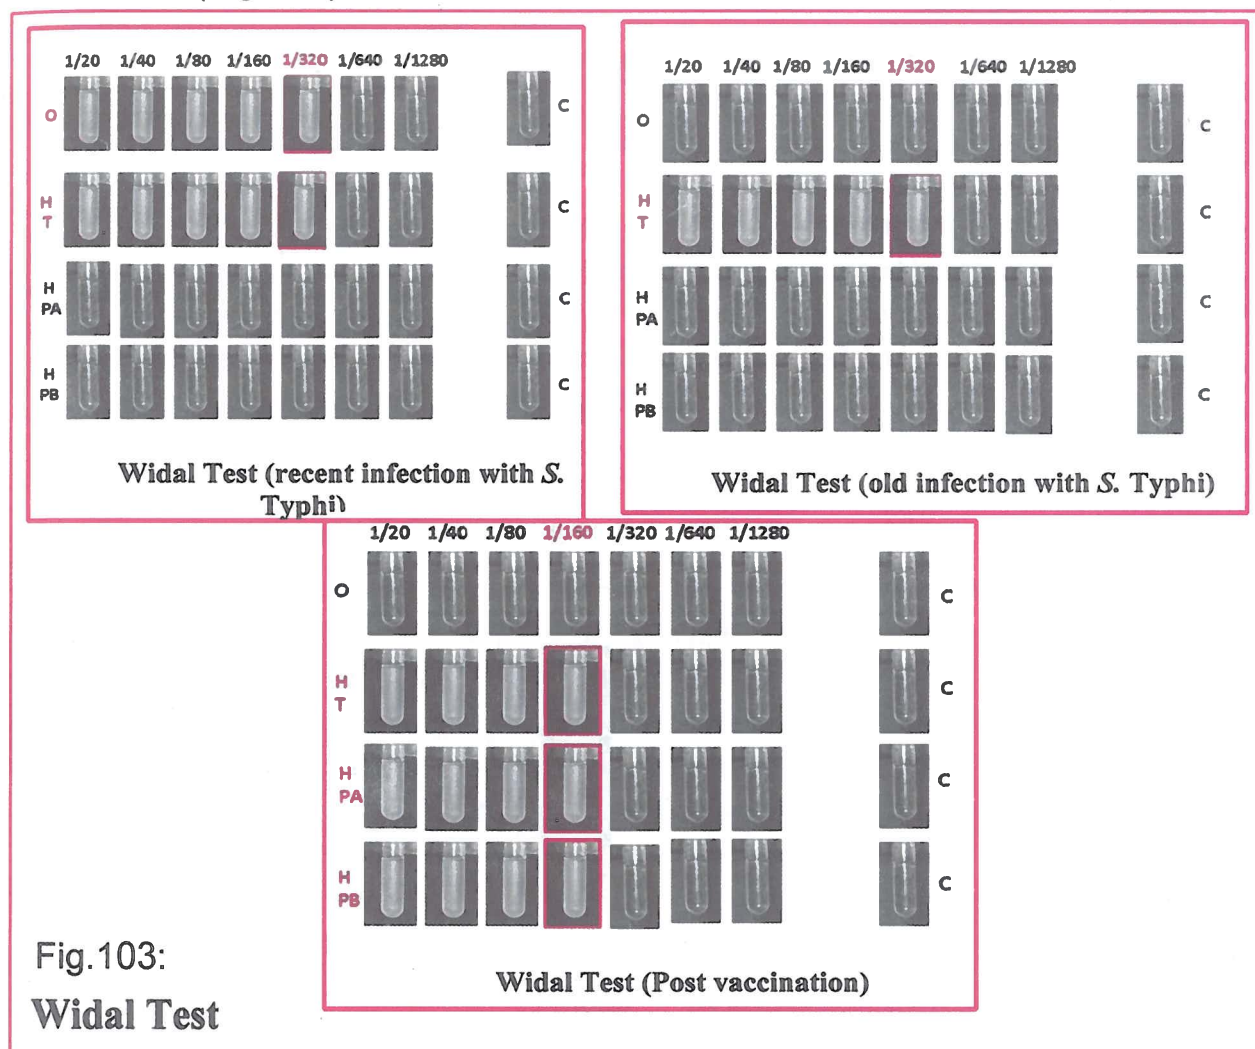 1/20 1/40 1/80 1/160 1/320 1/640 1/1280
O C
H
T C
H
PA C
H
PB C
Widal Test (recent infection with S.
Typhi)
1/20 1/40 1/80 1/160 1/320 1/640 1/1280
O C
H
T C
H
PA C
H
PB C
Widal Test (old infection with S. Typhi)
1/20 1/40 1/80 1/160 1/320 1/640 1/1280
O C
H
T C
H
PA C
H
PB C
Widal Test (Post vaccination)
Fig.103:
Widal Test